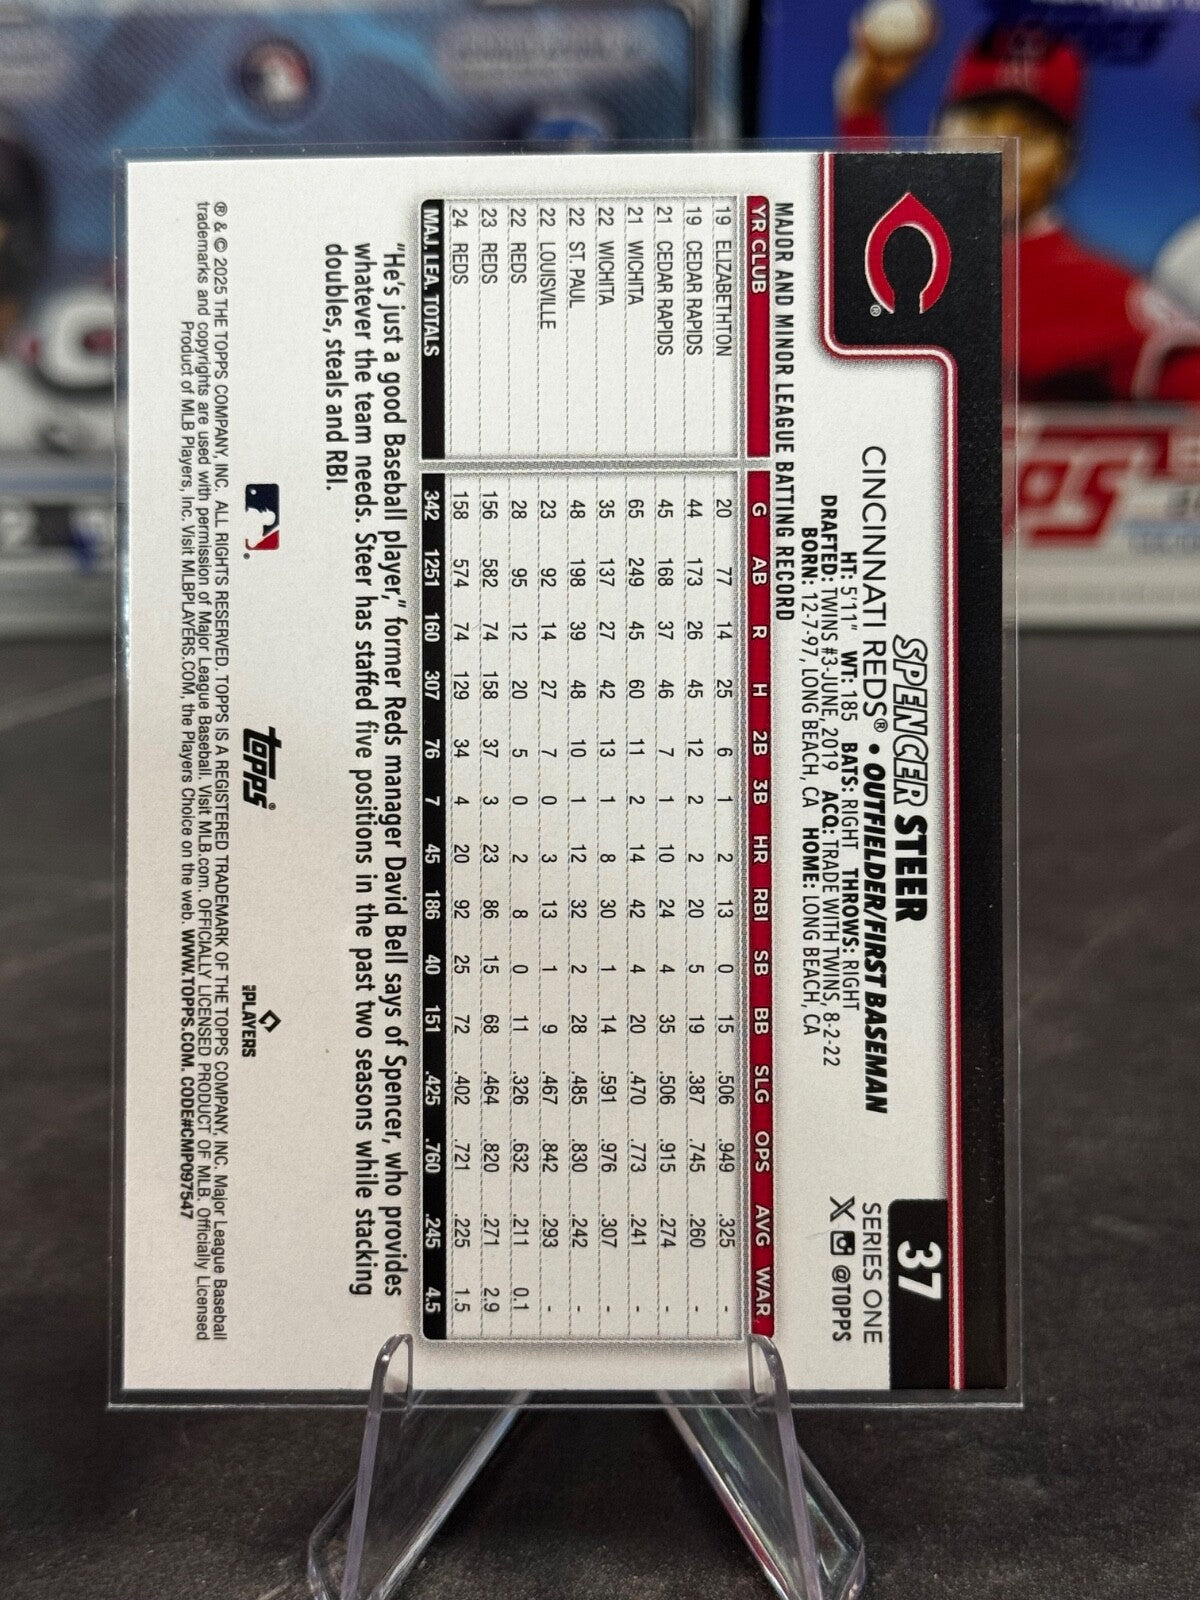 37
SERIES ONE
@TOPPS
SPENCER STEER
CINCINNATI REDS® • OUTFIELDER/FIRST BASEMAN
HT: 5'11" WT: 185 BATS: RIGHT THROWS: RIGHT
DRAFTED: TWINS #3-JUNE, 2019 ACQ: TRADE WITH TWINS, 8-2-22
BORN: 12-7-97, LONG BEACH, CA HOME: LONG BEACH, CA
MAJOR AND MINOR LEAGUE BATTING RECORD
YR CLUB G AB R H 2B 3B HR RBI SB BB SLG OPS AVG WAR
19 ELIZABETHTON 20 77 14 25 6 1 2 13 0 15 .506 .949 .325 -
19 CEDAR RAPIDS 44 173 26 45 12 2 2 20 5 19 .387 .745 .260 -
21 CEDAR RAPIDS 45 168 37 46 7 1 10 24 4 35 .506 .915 .274 -
21 WICHITA 65 249 45 60 11 2 14 42 4 20 .470 .773 .241 -
22 WICHITA 35 137 27 42 13 1 8 30 1 14 .591 .976 .307 -
22 ST. PAUL 48 198 39 48 10 1 12 32 2 28 .485 .830 .242 -
22 LOUISVILLE 23 92 14 27 7 0 3 13 1 9 .467 .842 .293 -
22 REDS 28 95 12 20 5 0 2 8 0 11 .326 .632 .211 0.1
23 REDS 156 582 74 158 37 3 23 86 15 68 .464 .820 .271 2.9
24 REDS 158 574 74 129 34 4 20 92 25 72 .402 .721 .225 1.5
MAJ. LEA. TOTALS 342 1251 160 307 76 7 45 186 40 151 .425 .760 .245 4.5
"He's just a good Baseball player," former Reds manager David Bell says of Spencer, who provides
whatever the team needs. Steer has staffed five positions in the past two seasons while stacking
doubles, steals and RBI.
topps®
MLB PLAYERS
® & © 2025 THE TOPPS COMPANY, INC. ALL RIGHTS RESERVED. TOPPS IS A REGISTERED TRADEMARK OF THE TOPPS COMPANY, INC. Major League Baseball
trademarks and copyrights are used with permission of Major League Baseball. Visit MLB.com. OFFICIALLY LICENSED PRODUCT OF MLB. Officially Licensed
Product of MLB Players, Inc. Visit MLBPLAYERS.COM, the Players Choice on the web. WWW.TOPPS.COM. CODE#CMP097547